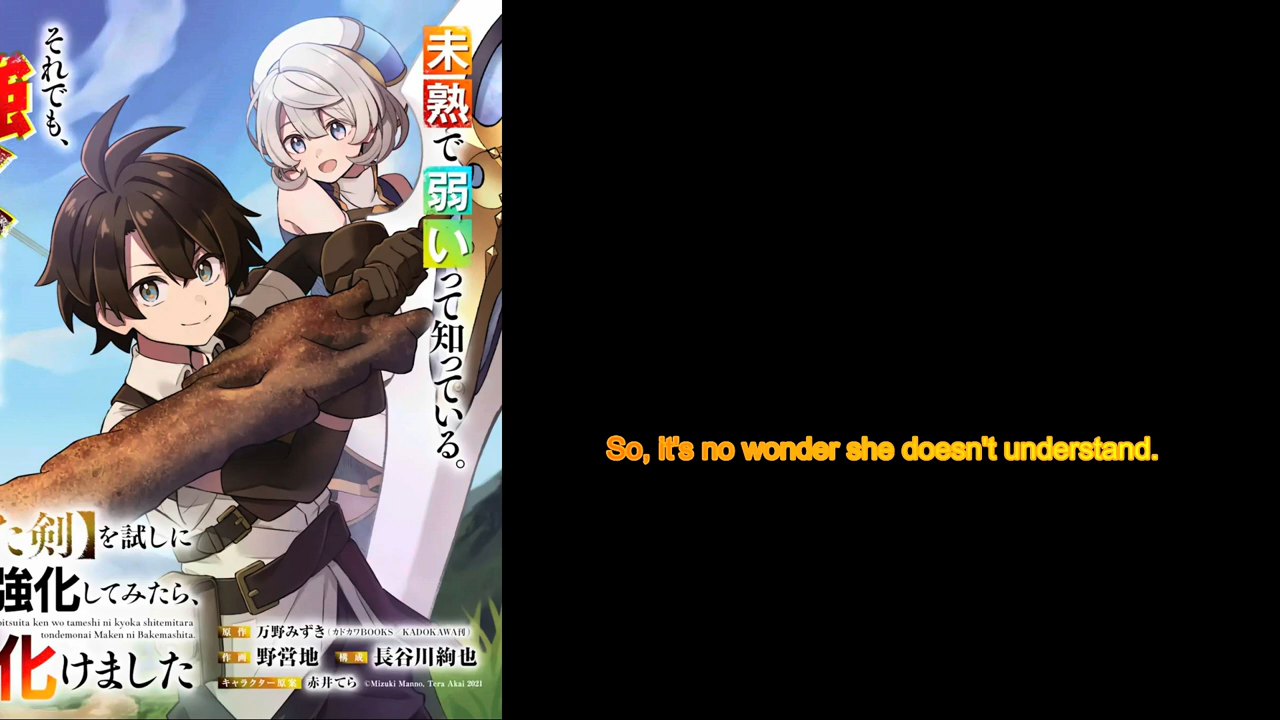 未熟で弱いって知っている。
それでも、
強
た剣】を試しに
強化してみたら、
bitsuita ken wo tameshi ni kyoka shitemitara
tondemonai Maken ni Bakemashita.
化けました
原作 万野みずき(カドカワBOOKS/KADOKAWA刊)
作画 野営地 構成 長谷川絢也
キャラクター原案 赤井てら ©Mizuki Manno, Tera Akai 2021
So, it's no wonder she doesn't understand.